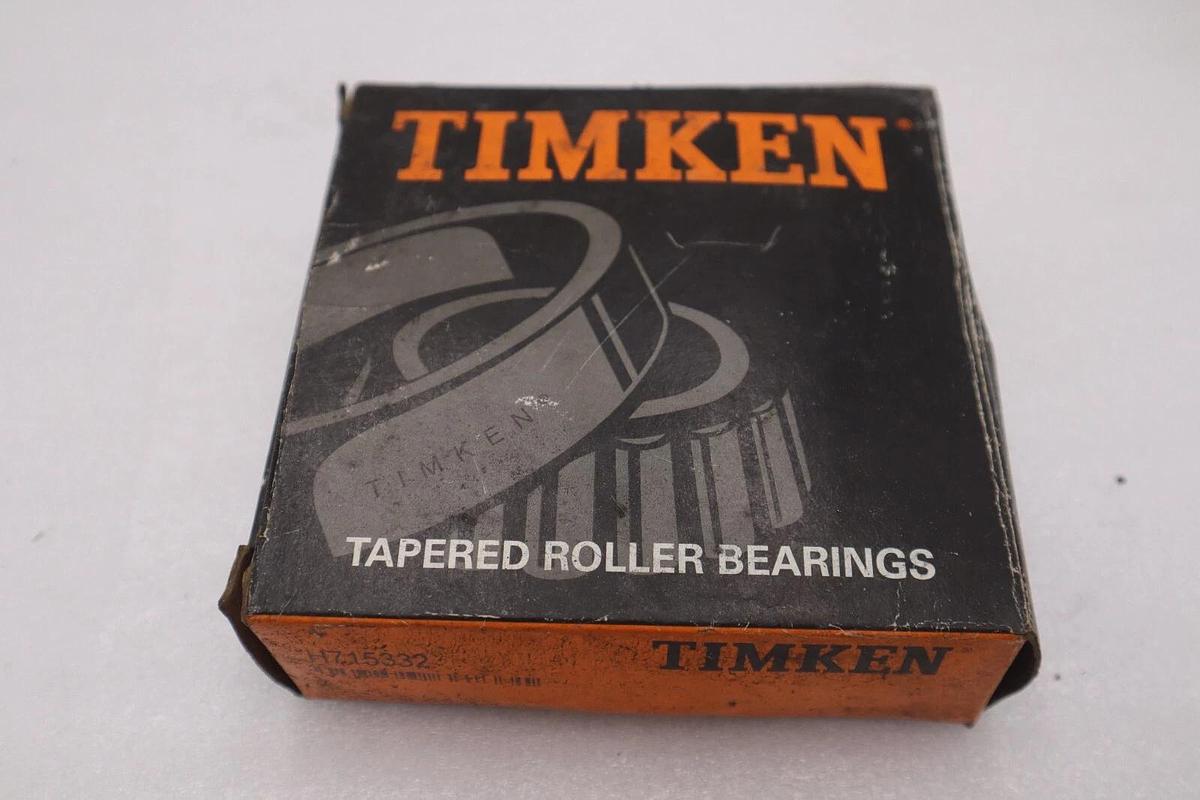 TIMKEN®
TIMKEN
TAPERED ROLLER BEARINGS
H715332
TIMKEN